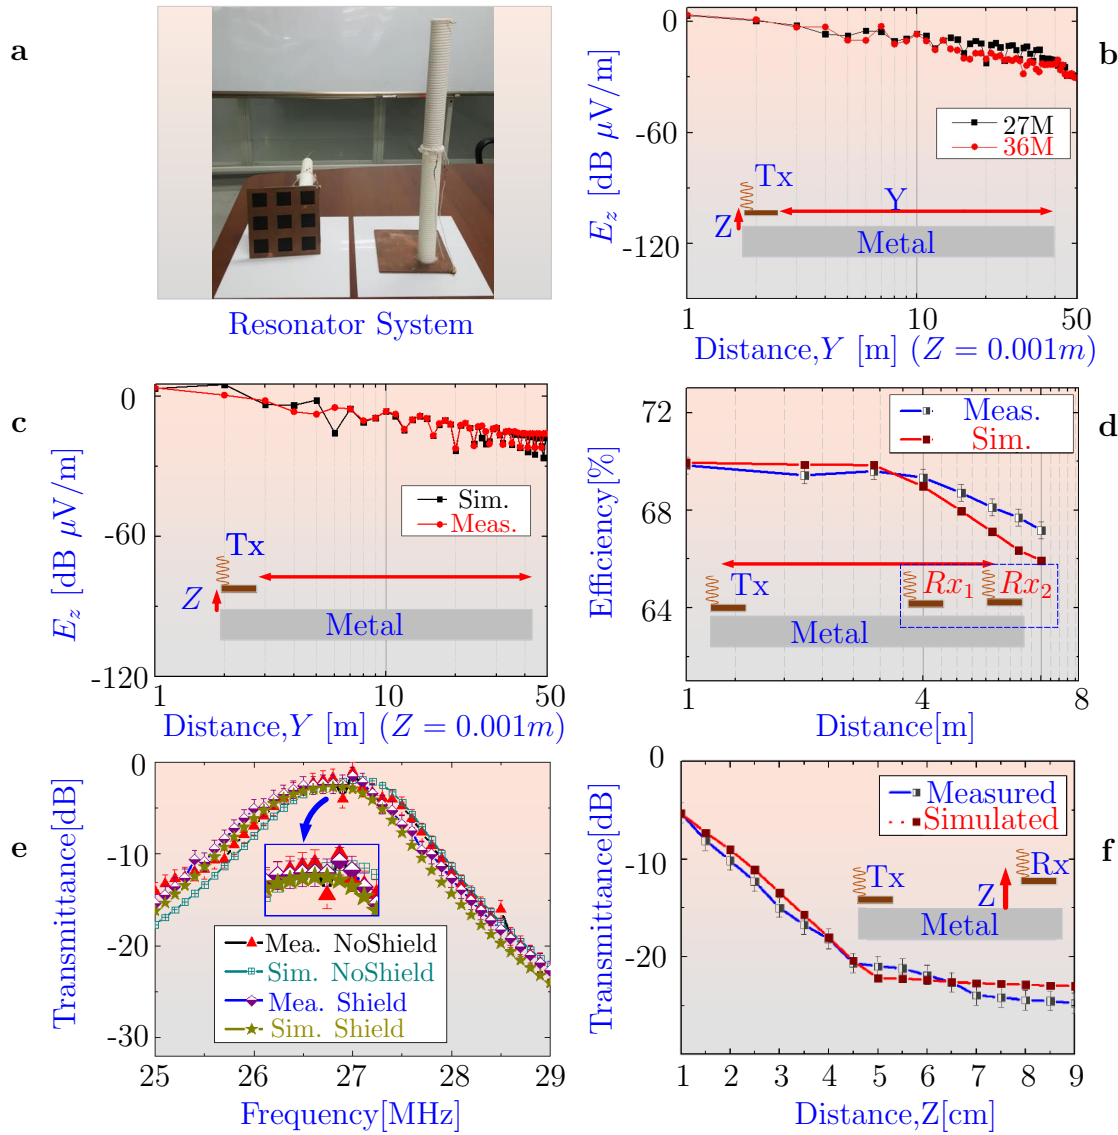 a
Resonator System
b
E_z [dB μV/m]
0
-60
-120
27M
36M
Tx
Y
Z
Metal
1
10
50
Distance,Y [m] (Z = 0.001m)
c
E_z [dB μV/m]
0
-60
-120
Sim.
Meas.
Tx
Z
Metal
1
10
50
Distance,Y [m] (Z = 0.001m)
d
Efficiency[%]
72
68
64
Meas.
Sim.
Tx
Rx₁
Rx₂
Metal
1
4
8
Distance[m]
e
Transmittance[dB]
0
-10
-20
-30
Mea. NoShield
Sim. NoShield
Mea. Shield
Sim. Shield
25
26
27
28
29
Frequency[MHz]
f
Transmittance[dB]
0
-10
-20
Measured
Simulated
Tx
Rx
Z
Metal
1
2
3
4
5
6
7
8
9
Distance,Z[cm]